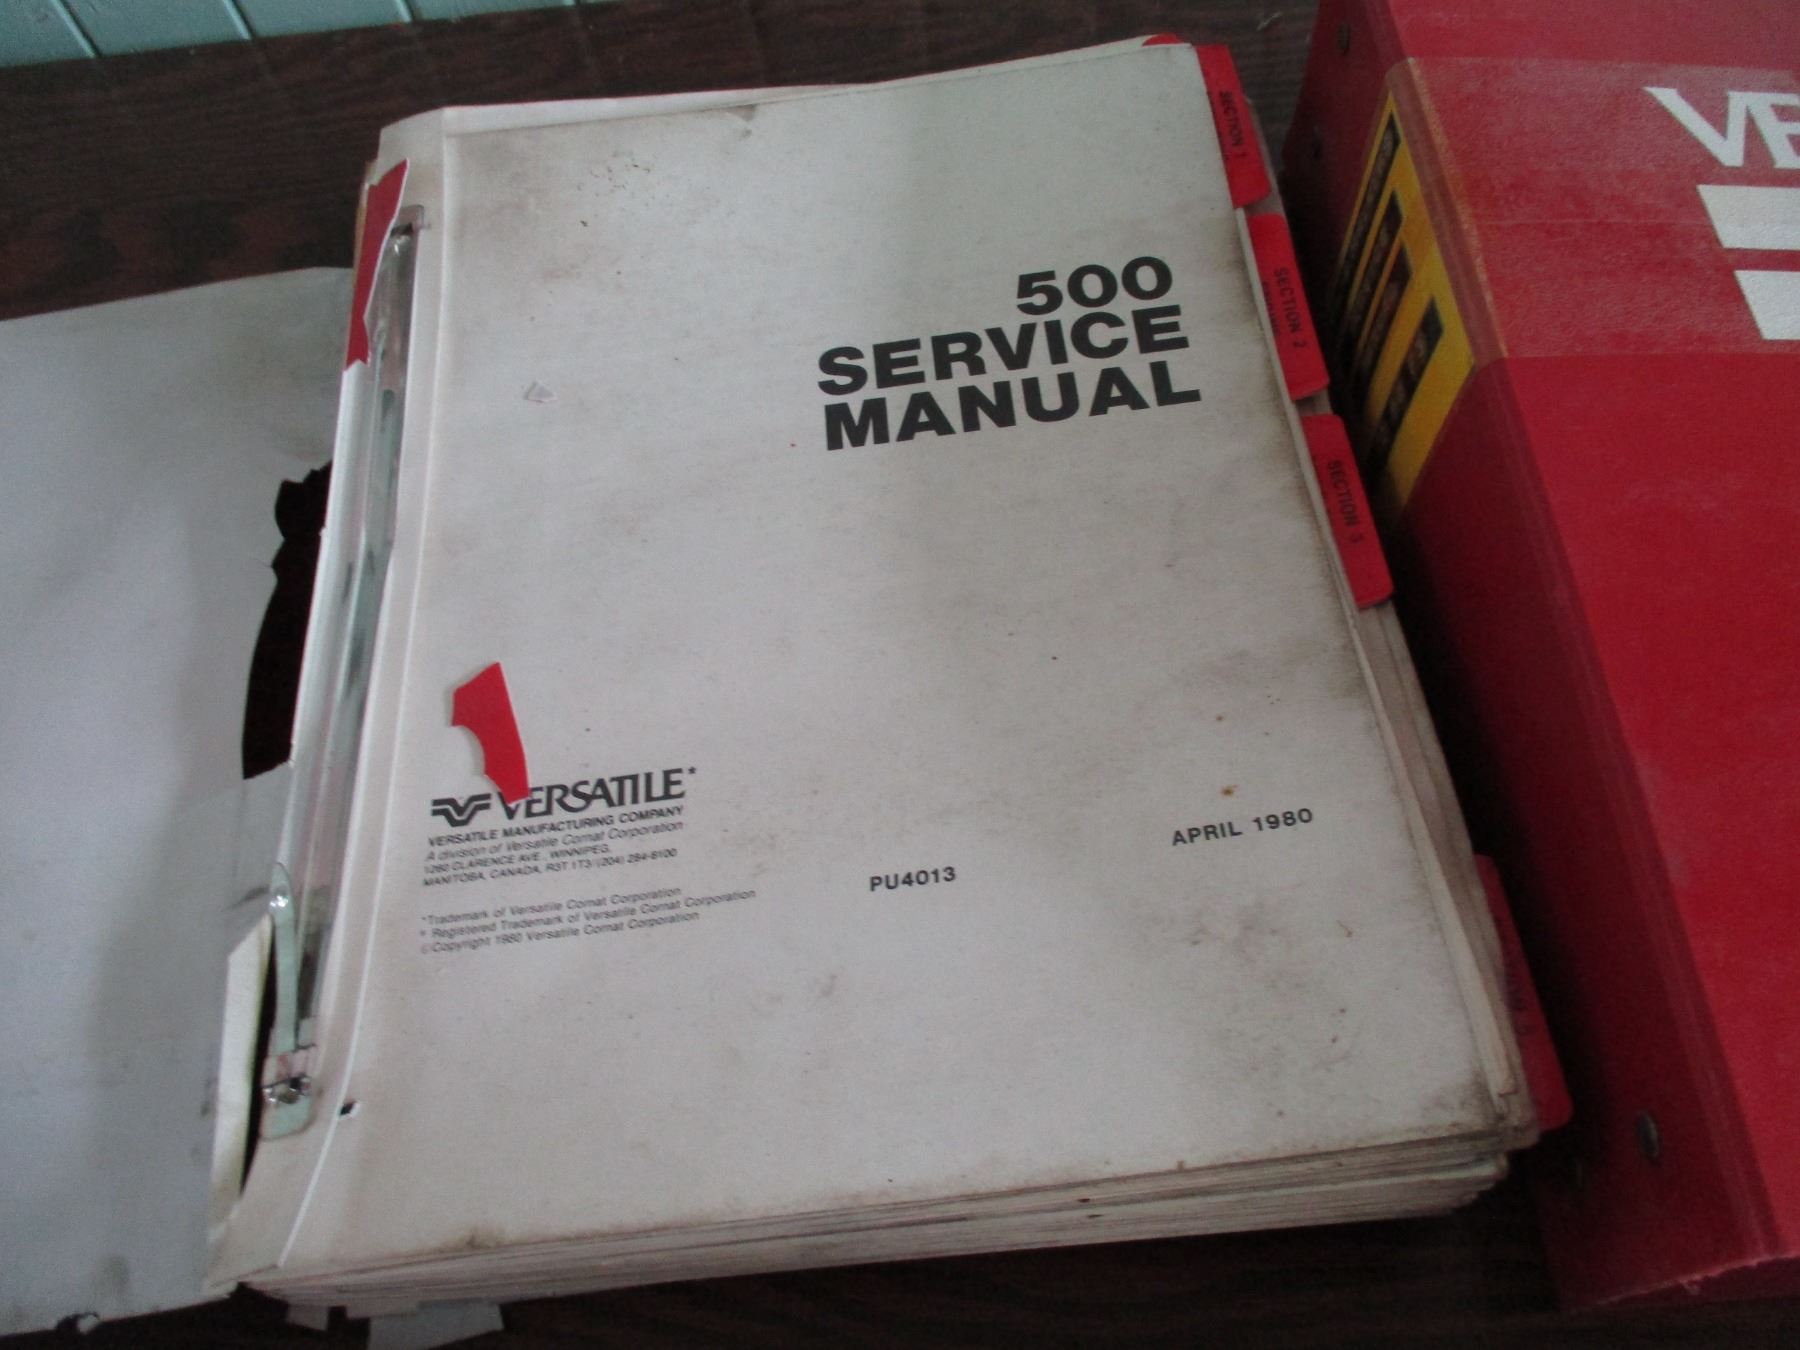 500
SERVICE
MANUAL
VERSATILE*
VERSATILE MANUFACTURING COMPANY
A division of Versatile Cornat Corporation
1260 CLARENCE AVE., WINNIPEG,
MANITOBA, CANADA, R3T 1T3/(204) 284-6100
*Trademark of Versatile Cornat Corporation
Registered Trademark of Versatile Cornat Corporation
©Copyright 1980 Versatile Cornat Corporation
PU4013
APRIL 1980
SECTION 1
SECTION 2
SECTION 3
VE